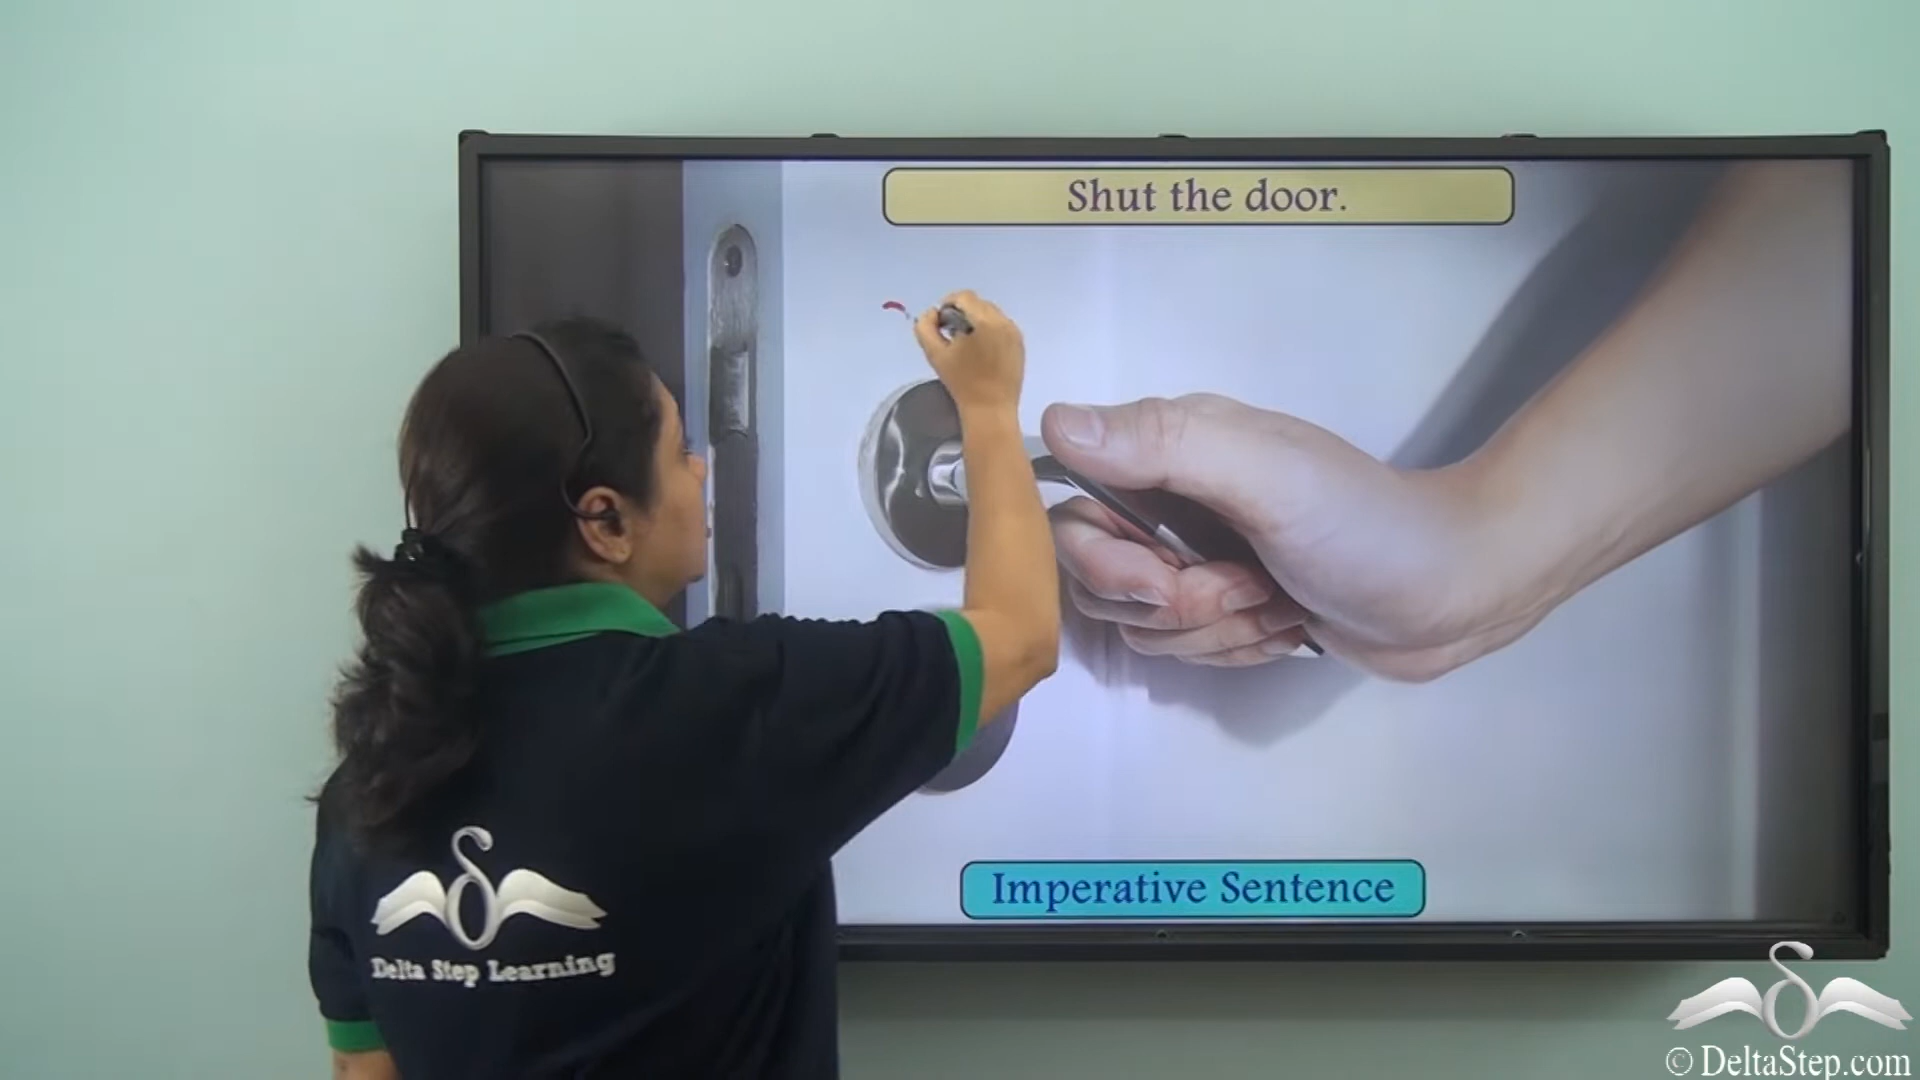 Shut the door.
Imperative Sentence
Delta Step Learning
© DeltaStep.com